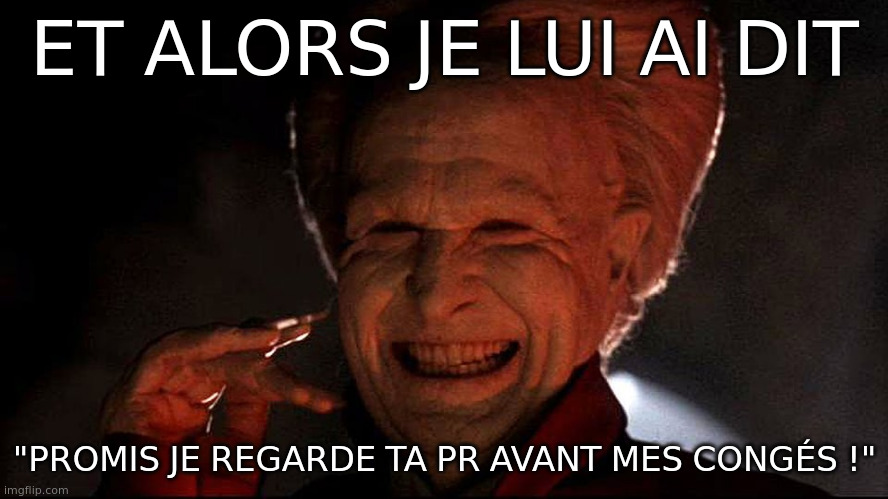 ET ALORS JE LUI AI DIT
"PROMIS JE REGARDE TA PR AVANT MES CONGÉS !"
imgflip.com